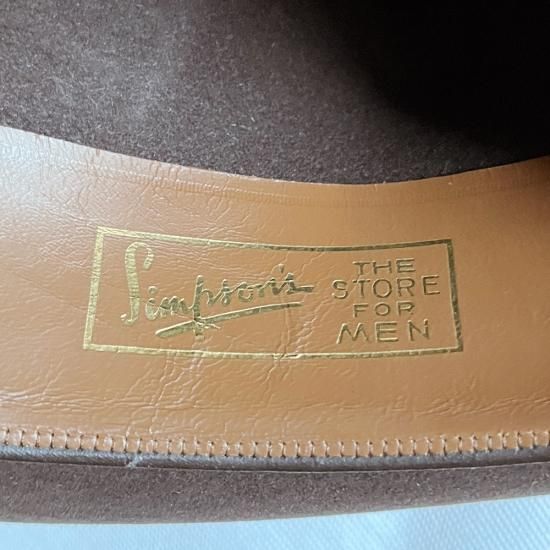 Simpson's
THE
STORE
FOR
MEN